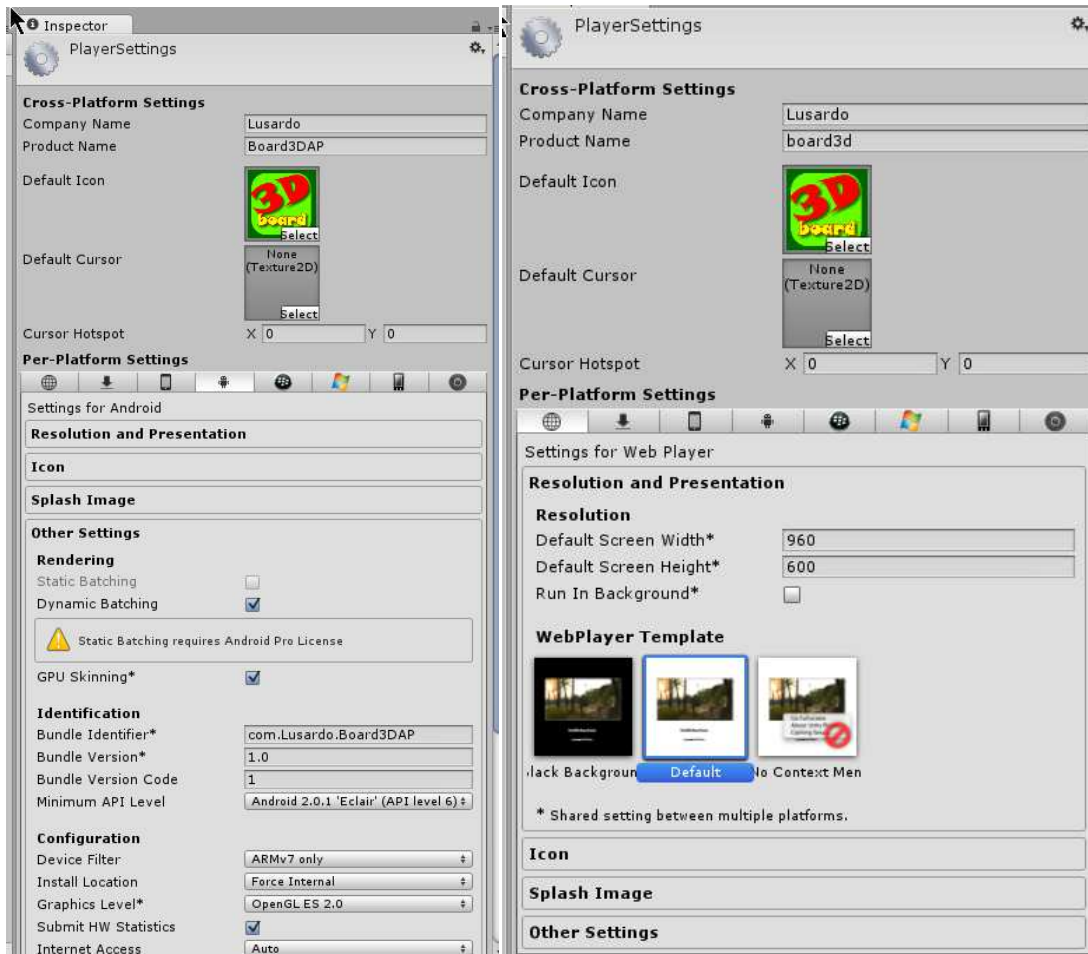 Inspector
PlayerSettings
Cross-Platform Settings
Company Name Lusardo
Product Name Board3DAP
Default Icon
3D
board
Select
Default Cursor
None
(Texture2D)
Select
Cursor Hotspot X 0 Y 0
Per-Platform Settings
Settings for Android
Resolution and Presentation
Icon
Splash Image
Other Settings
Rendering
Static Batching
Dynamic Batching
Static Batching requires Android Pro License
GPU Skinning*
Identification
Bundle Identifier* com.Lusardo.Board3DAP
Bundle Version* 1.0
Bundle Version Code 1
Minimum API Level Android 2.0.1 'Eclair' (API level 6)
Configuration
Device Filter ARMv7 only
Install Location Force Internal
Graphics Level* OpenGL ES 2.0
Submit HW Statistics
Internet Access Auto
PlayerSettings
Cross-Platform Settings
Company Name Lusardo
Product Name board3d
Default Icon
3D
board
Select
Default Cursor
None
(Texture2D)
Select
Cursor Hotspot X 0 Y 0
Per-Platform Settings
Settings for Web Player
Resolution and Presentation
Resolution
Default Screen Width* 960
Default Screen Height* 600
Run In Background*
WebPlayer Template
lack Backgroun Default No Context Men
* Shared setting between multiple platforms.
Icon
Splash Image
Other Settings